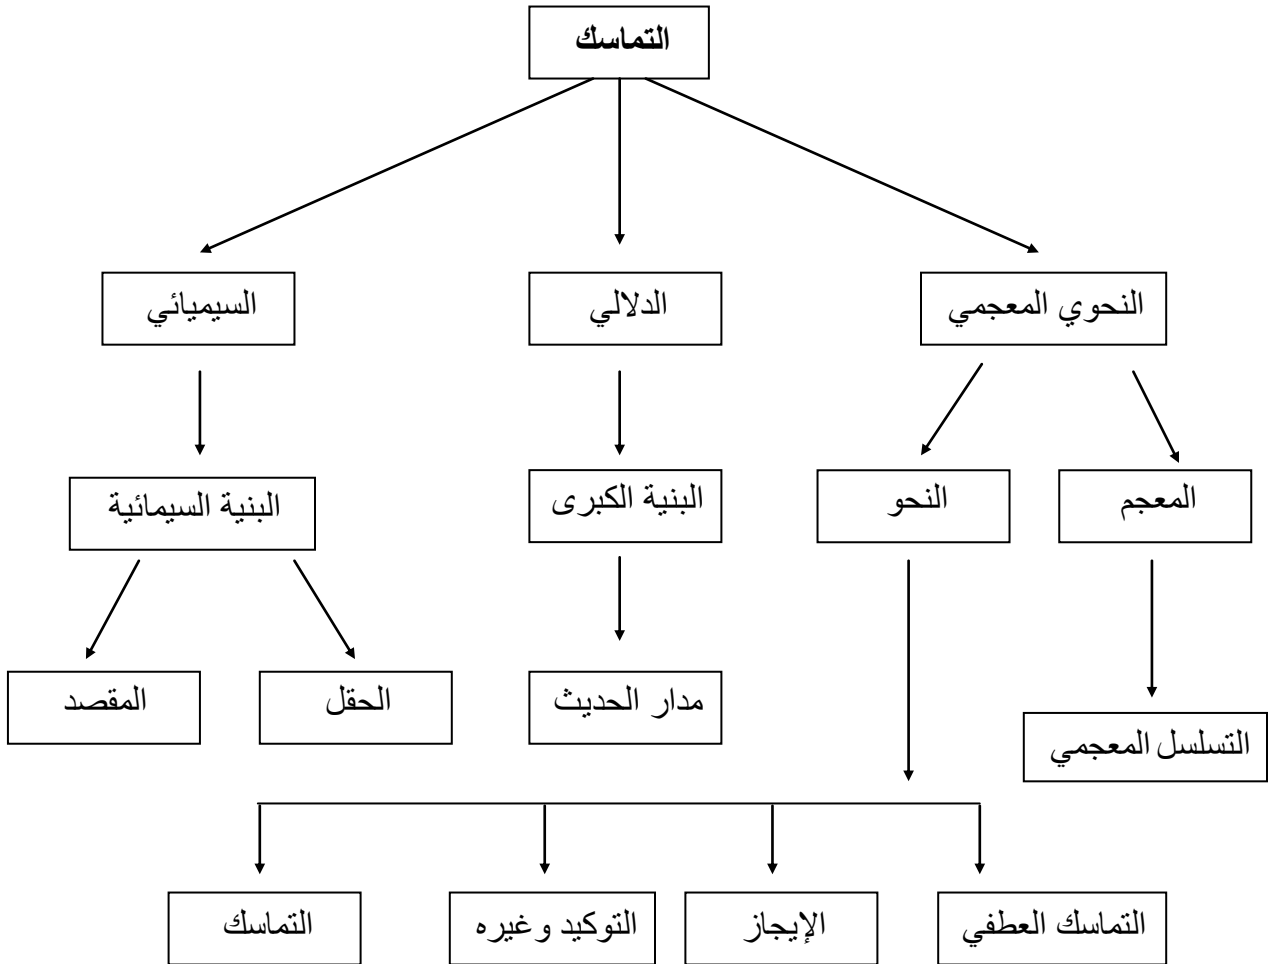 التماسك
النحوي المعجمي
الدلالي
السيميائي
المعجم
النحو
البنية الكبرى
البنية السيمائية
التسلسل المعجمي
مدار الحديث
الحقل
المقصد
التماسك العطفي
الإيجاز
التوكيد وغيره
التماسك